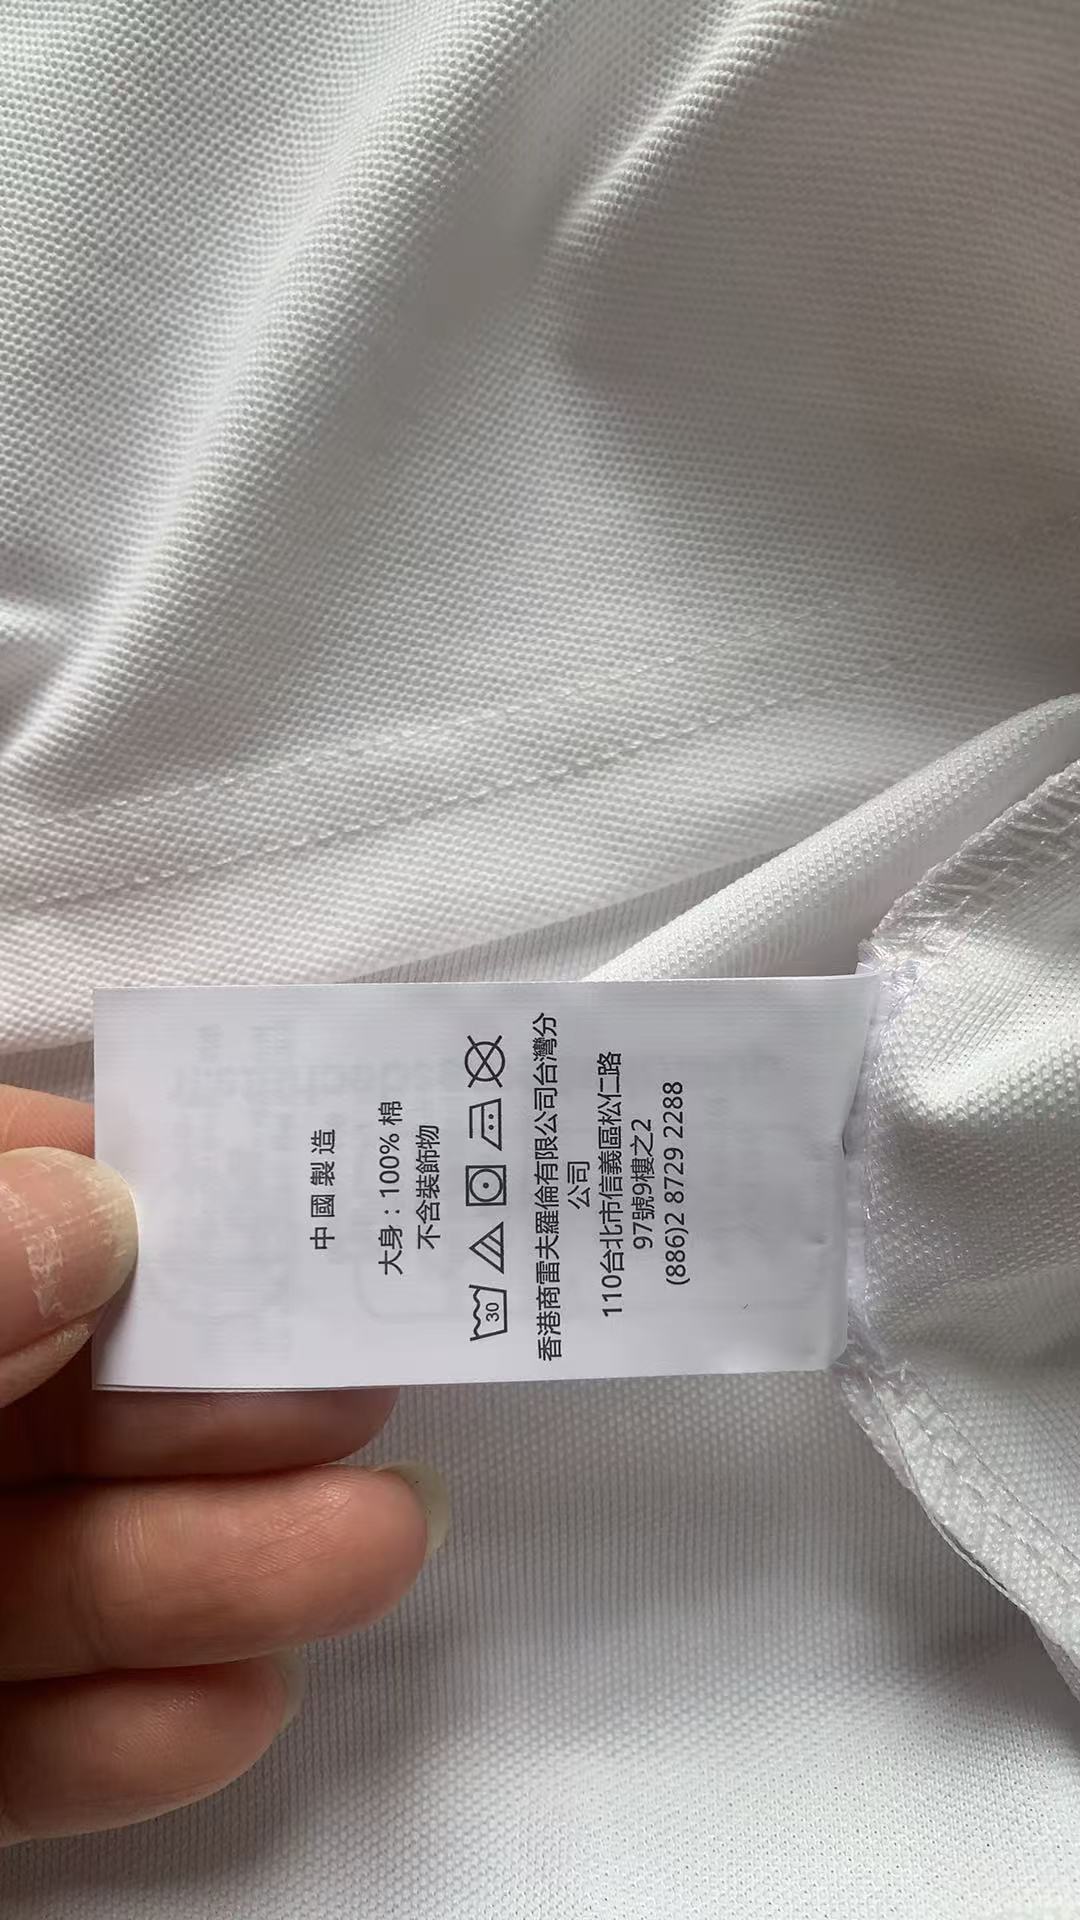 中國製造
大身：100% 棉
不含裝飾物
30
香港商雷夫羅倫有限公司台灣分
公司
110台北市信義區松仁路
97號9樓之2
(886)2 8729 2288